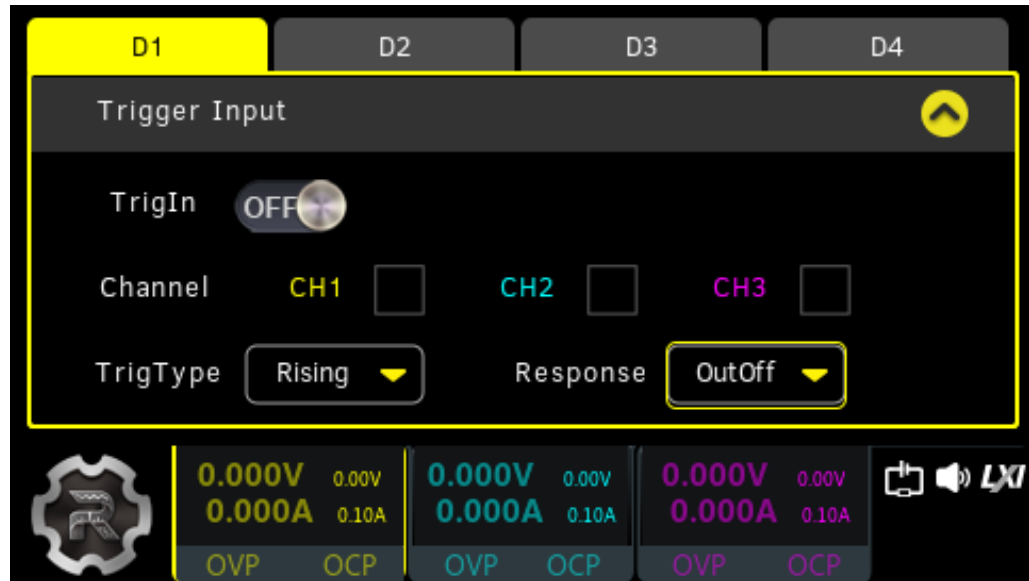 D1 D2 D3 D4
Trigger Input
TrigIn OFF
Channel CH1 CH2 CH3
TrigType Rising Response OutOff
0.000V 0.00V 0.000V 0.00V 0.000V 0.00V
0.000A 0.10A 0.000A 0.10A 0.000A 0.10A
OVP OCP OVP OCP OVP OCP
R
LXI